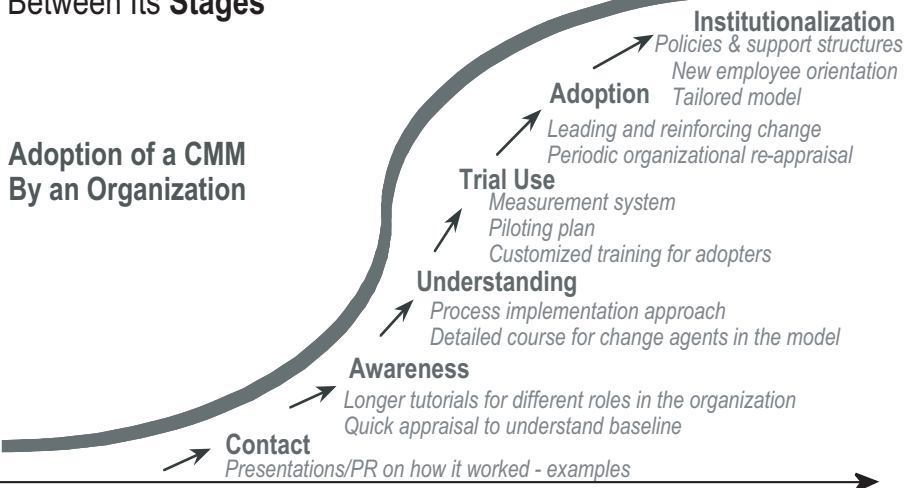 Between Its Stages
Institutionalization
Policies & support structures
New employee orientation
Tailored model
Adoption
Leading and reinforcing change
Periodic organizational re-appraisal
Adoption of a CMM
By an Organization
Trial Use
Measurement system
Piloting plan
Customized training for adopters
Understanding
Process implementation approach
Detailed course for change agents in the model
Awareness
Longer tutorials for different roles in the organization
Quick appraisal to understand baseline
Contact
Presentations/PR on how it worked - examples